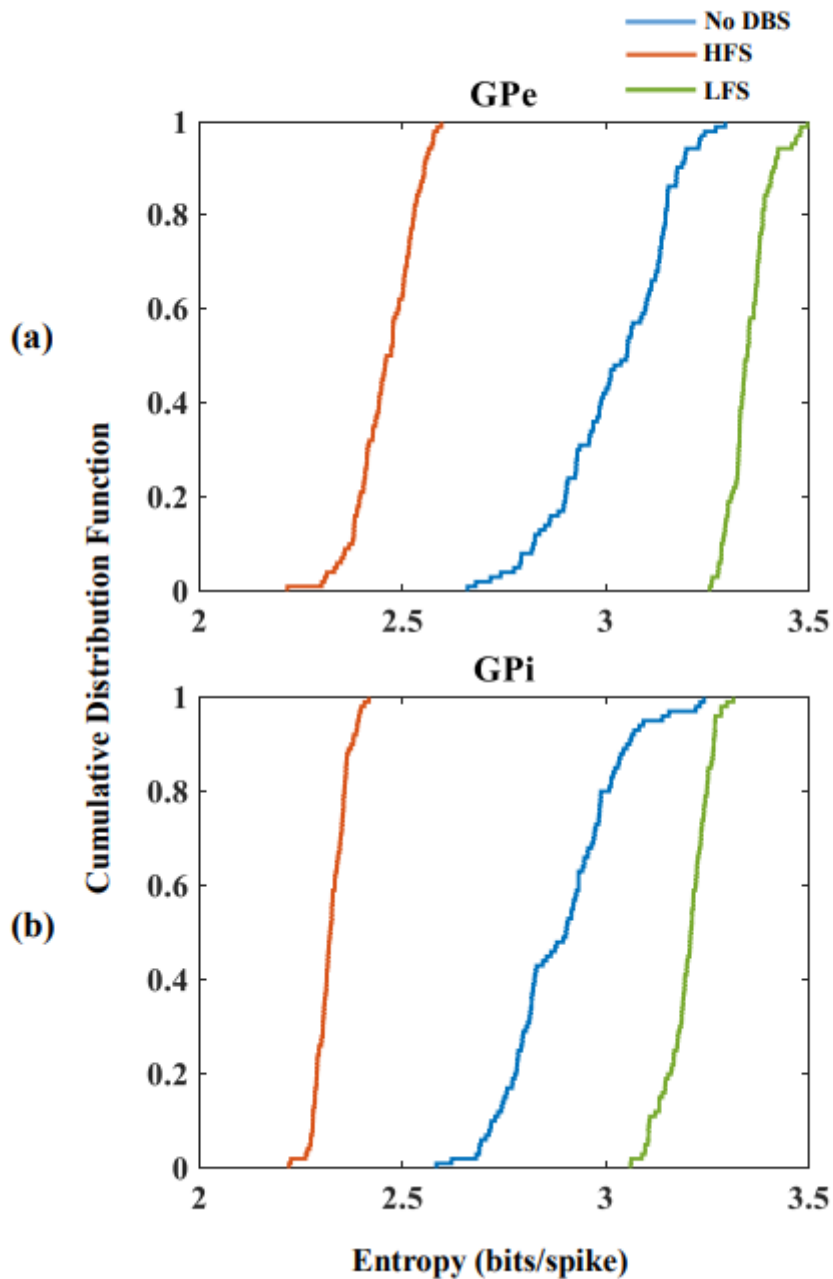 No DBS
HFS
LFS
GPe
1
0.8
0.6
0.4
0.2
0
2 2.5 3 3.5
(a)
Cumulative Distribution Function
GPi
1
0.8
0.6
0.4
0.2
0
2 2.5 3 3.5
(b)
Entropy (bits/spike)